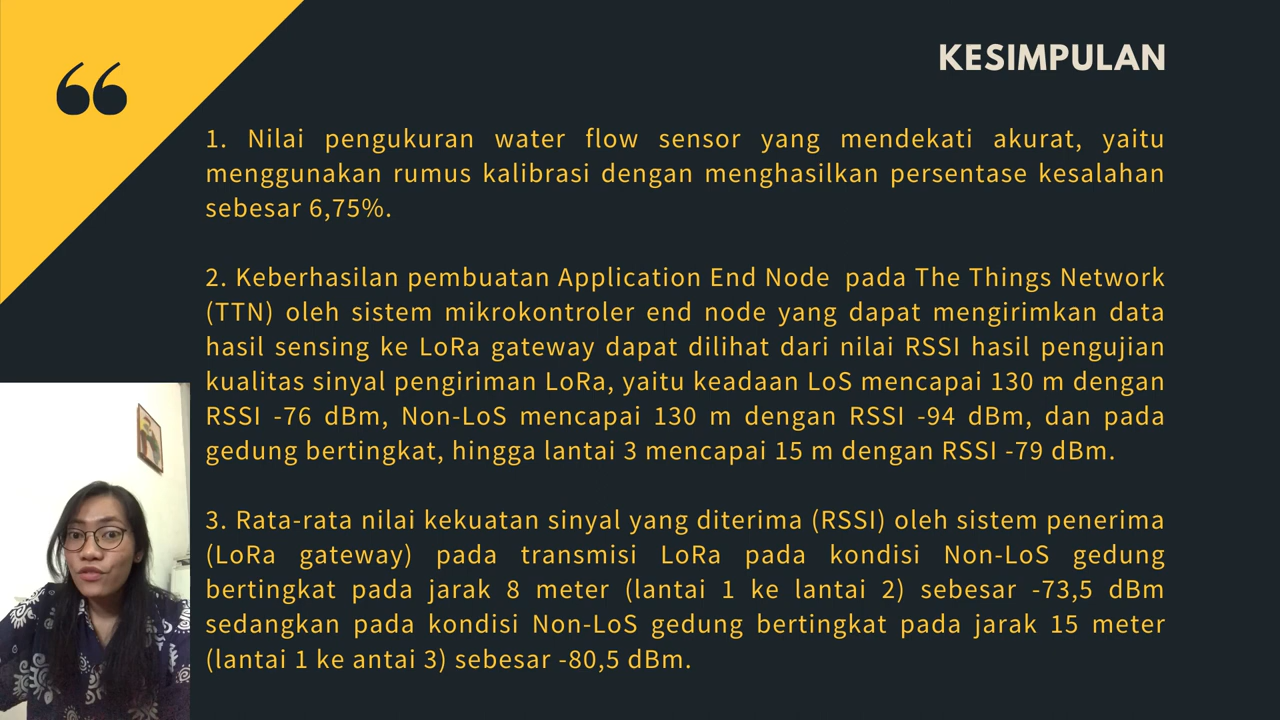 KESIMPULAN
1. Nilai pengukuran water flow sensor yang mendekati akurat, yaitu
menggunakan rumus kalibrasi dengan menghasilkan persentase kesalahan
sebesar 6,75%.
2. Keberhasilan pembuatan Application End Node pada The Things Network
(TTN) oleh sistem mikrokontroler end node yang dapat mengirimkan data
hasil sensing ke LoRa gateway dapat dilihat dari nilai RSSI hasil pengujian
kualitas sinyal pengiriman LoRa, yaitu keadaan LoS mencapai 130 m dengan
RSSI -76 dBm, Non-LoS mencapai 130 m dengan RSSI -94 dBm, dan pada
gedung bertingkat, hingga lantai 3 mencapai 15 m dengan RSSI -79 dBm.
3. Rata-rata nilai kekuatan sinyal yang diterima (RSSI) oleh sistem penerima
(LoRa gateway) pada transmisi LoRa pada kondisi Non-LoS gedung
bertingkat pada jarak 8 meter (lantai 1 ke lantai 2) sebesar -73,5 dBm
sedangkan pada kondisi Non-LoS gedung bertingkat pada jarak 15 meter
(lantai 1 ke antai 3) sebesar -80,5 dBm.